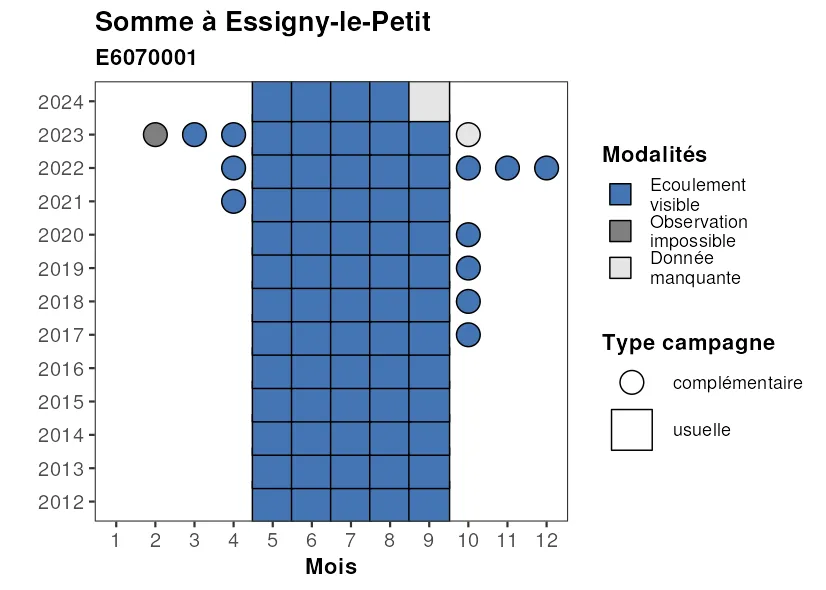 Somme à Essigny-le-Petit
E6070001
2024
2023
2022
2021
2020
2019
2018
2017
2016
2015
2014
2013
2012
1 2 3 4 5 6 7 8 9 10 11 12
Mois
Modalités
Ecoulement
visible
Observation
impossible
Donnée
manquante
Type campagne
complémentaire
usuelle